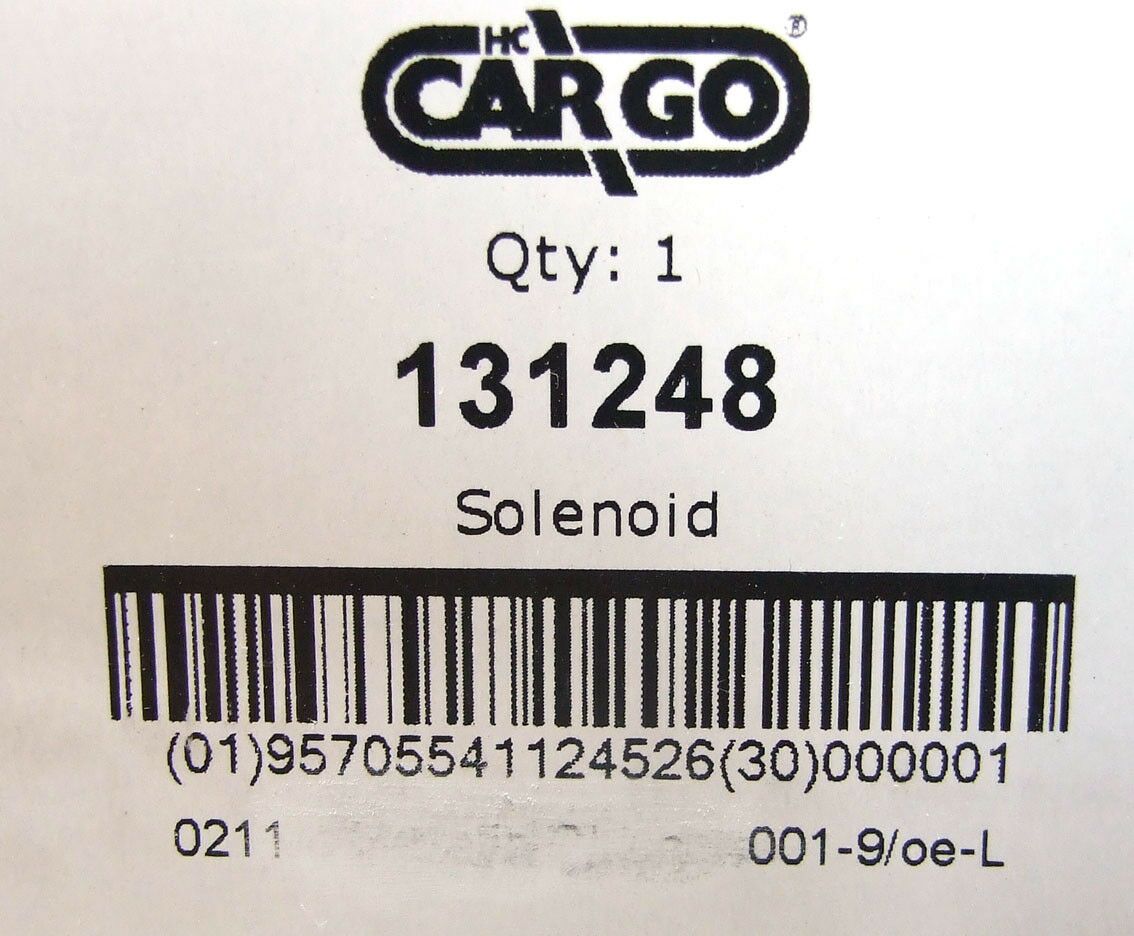 HC
CARGO®
Qty: 1
131248
Solenoid
(01)95705541124526(30)000001
0211
001-9/oe-L